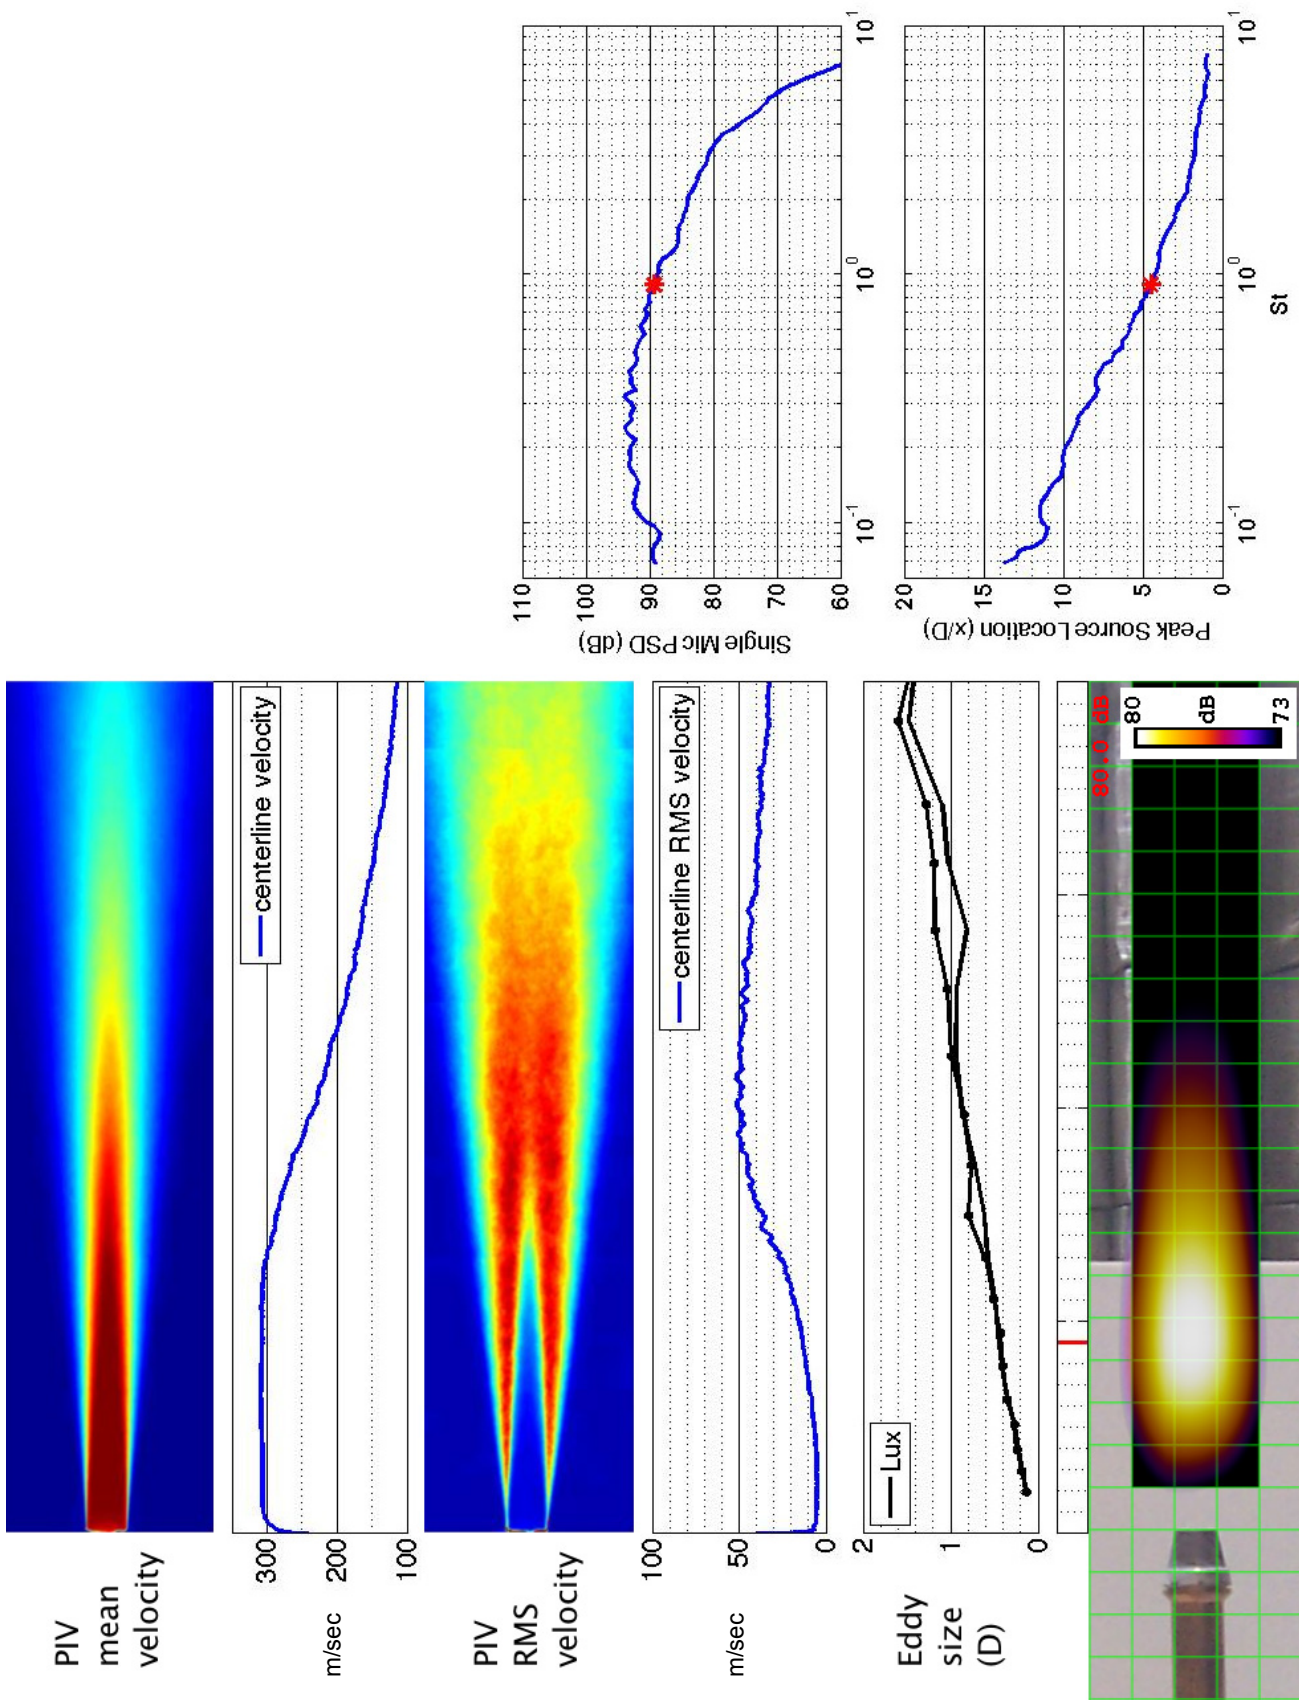 PIV
mean
velocity
m/sec
300
200
100
centerline velocity
PIV
RMS
velocity
m/sec
100
50
0
centerline RMS velocity
Eddy
size
(D)
2
1
0
Lux
80.0 dB
80
dB
73
Single Mic PSD (dB)
110
100
90
80
70
60
10^-1
10^0
10^1
Peak Source Location (x/D)
20
15
10
5
0
10^-1
10^0
10^1
St